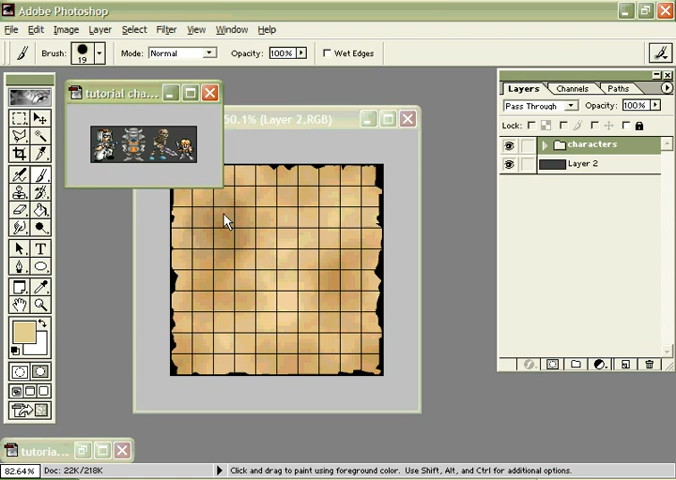 Adobe Photoshop
File Edit Image Layer Select Filter View Window Help
Brush: 19 Mode: Normal Opacity: 100% Wet Edges
tutorial cha...
50.1% (Layer 2,RGB)
Layers Channels Paths
Pass Through Opacity: 100%
Lock:
characters
Layer 2
T
tutoria...
82.64% Doc: 22K/218K Click and drag to paint using foreground color. Use Shift, Alt, and Ctrl for additional options.